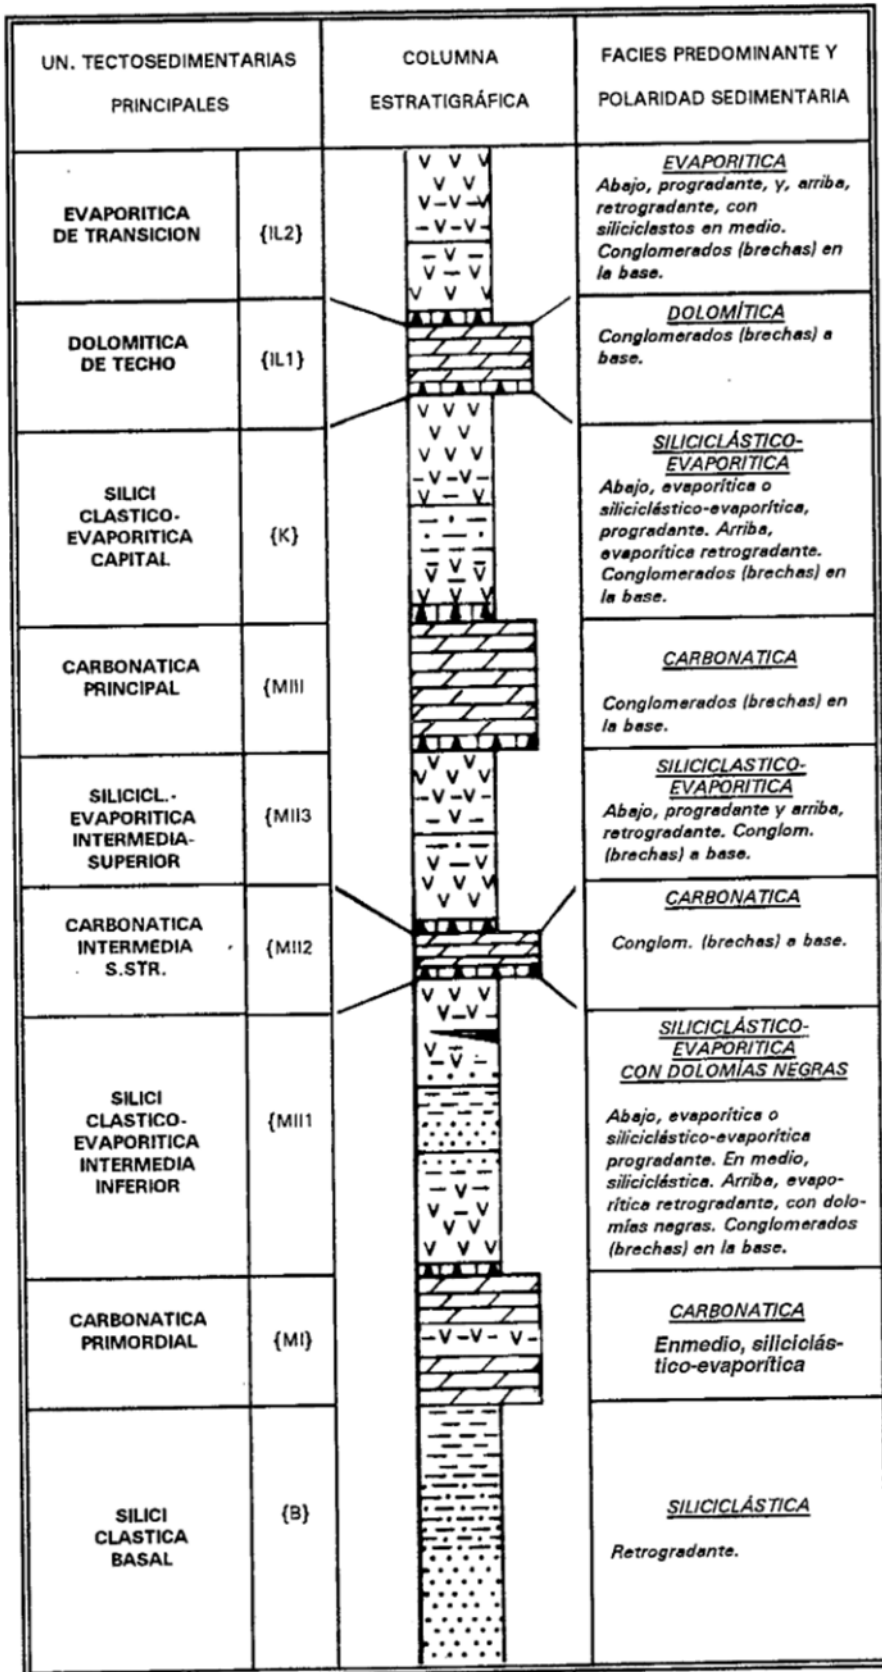 UN. TECTOSEDIMENTARIAS
PRINCIPALES
COLUMNA
ESTRATIGRÁFICA
FACIES PREDOMINANTE Y
POLARIDAD SEDIMENTARIA
EVAPORITICA
DE TRANSICION
{IL2}
EVAPORITICA
Abajo, progradante, y, arriba,
retrogradante, con
siliciclastos en medio.
Conglomerados (brechas) en
la base.
DOLOMITICA
DE TECHO
{IL1}
DOLOMÍTICA
Conglomerados (brechas) a
base.
SILICI
CLASTICO-
EVAPORITICA
CAPITAL
{K}
SILICICLÁSTICO-
EVAPORITICA
Abajo, evaporítica o
siliciclástico-evaporítica,
progradante. Arriba,
evaporítica retrogradante.
Conglomerados (brechas) en
la base.
CARBONATICA
PRINCIPAL
{MIII
CARBONATICA
Conglomerados (brechas) en
la base.
SILICICL.-
EVAPORITICA
INTERMEDIA-
SUPERIOR
{MII3
SILICICLASTICO-
EVAPORITICA
Abajo, progradante y arriba,
retrogradante. Conglom.
(brechas) a base.
CARBONATICA
INTERMEDIA
S.STR.
{MII2
CARBONATICA
Conglom. (brechas) a base.
SILICI
CLASTICO-
EVAPORITICA
INTERMEDIA
INFERIOR
{MII1
SILICICLÁSTICO-
EVAPORITICA
CON DOLOMÍAS NEGRAS
Abajo, evaporítica o
siliciclástico-evaporítica
progradante. En medio,
siliciclástica. Arriba, evapo-
rítica retrogradante, con dolo-
mías negras. Conglomerados
(brechas) en la base.
CARBONATICA
PRIMORDIAL
{MI}
CARBONATICA
Enmedio, siliciclás-
tico-evaporítica
SILICI
CLASTICA
BASAL
{B}
SILICICLÁSTICA
Retrogradante.